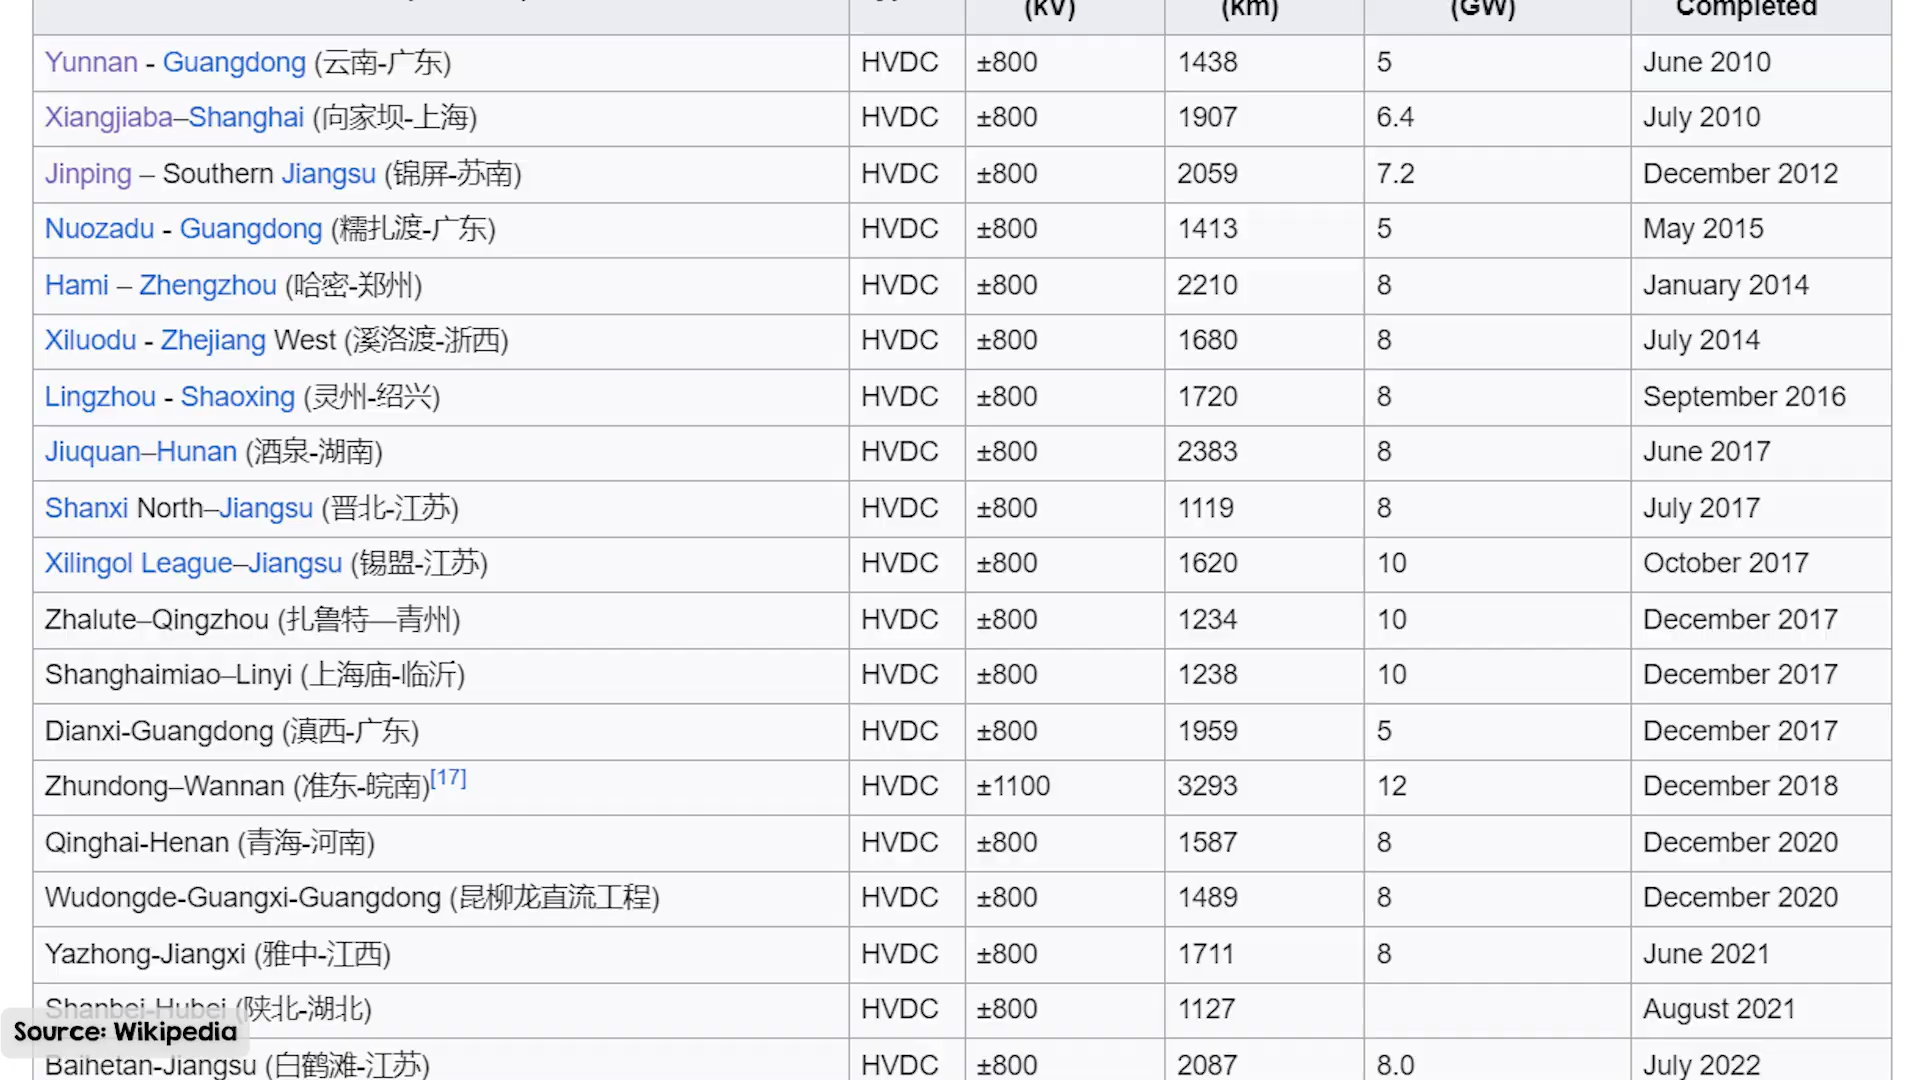 (kV) (km) (GW) Completed
Yunnan - Guangdong (云南-广东) HVDC ±800 1438 5 June 2010
Xiangjiaba–Shanghai (向家坝-上海) HVDC ±800 1907 6.4 July 2010
Jinping – Southern Jiangsu (锦屏-苏南) HVDC ±800 2059 7.2 December 2012
Nuozadu - Guangdong (糯扎渡-广东) HVDC ±800 1413 5 May 2015
Hami – Zhengzhou (哈密-郑州) HVDC ±800 2210 8 January 2014
Xiluodu - Zhejiang West (溪洛渡-浙西) HVDC ±800 1680 8 July 2014
Lingzhou - Shaoxing (灵州-绍兴) HVDC ±800 1720 8 September 2016
Jiuquan–Hunan (酒泉-湖南) HVDC ±800 2383 8 June 2017
Shanxi North–Jiangsu (晋北-江苏) HVDC ±800 1119 8 July 2017
Xilingol League–Jiangsu (锡盟-江苏) HVDC ±800 1620 10 October 2017
Zhalute–Qingzhou (扎鲁特—青州) HVDC ±800 1234 10 December 2017
Shanghaimiao–Linyi (上海庙-临沂) HVDC ±800 1238 10 December 2017
Dianxi-Guangdong (滇西-广东) HVDC ±800 1959 5 December 2017
Zhundong–Wannan (准东-皖南)[17] HVDC ±1100 3293 12 December 2018
Qinghai-Henan (青海-河南) HVDC ±800 1587 8 December 2020
Wudongde-Guangxi-Guangdong (昆柳龙直流工程) HVDC ±800 1489 8 December 2020
Yazhong-Jiangxi (雅中-江西) HVDC ±800 1711 8 June 2021
Shanbei-Hubei (陕北-湖北) HVDC ±800 1127 August 2021
Source: Wikipedia
Baihetan-Jiangsu (白鹤滩-江苏) HVDC ±800 2087 8.0 July 2022